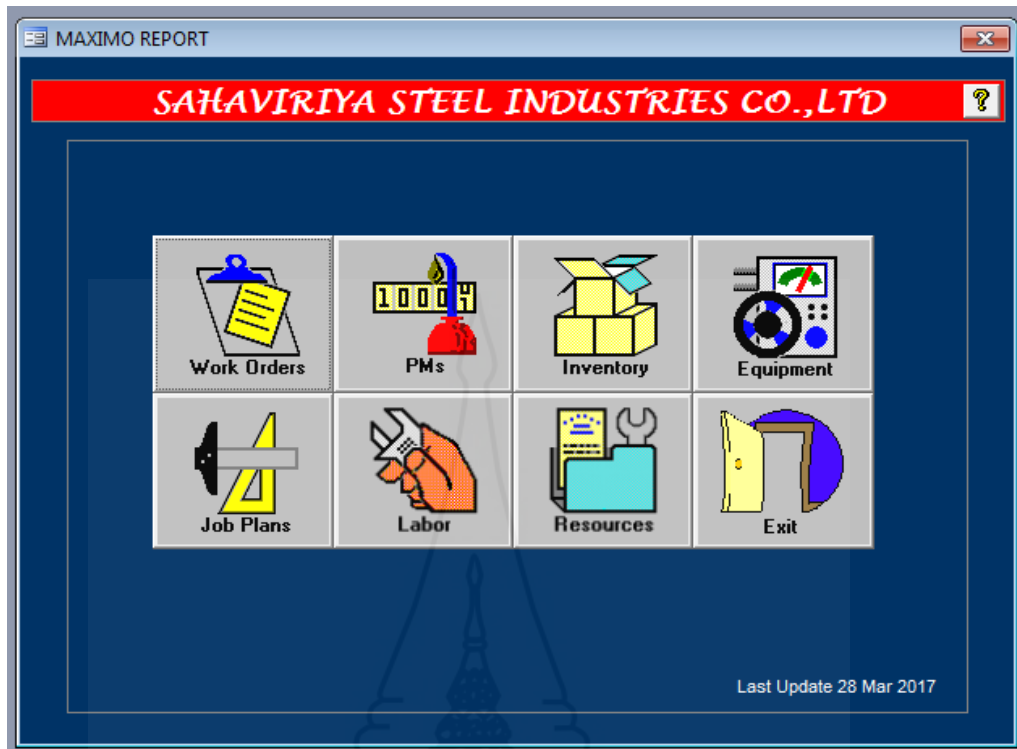 MAXIMO REPORT
SAHAVIRIYA STEEL INDUSTRIES CO.,LTD
Work Orders
PMs
Inventory
Equipment
Job Plans
Labor
Resources
Exit
Last Update 28 Mar 2017